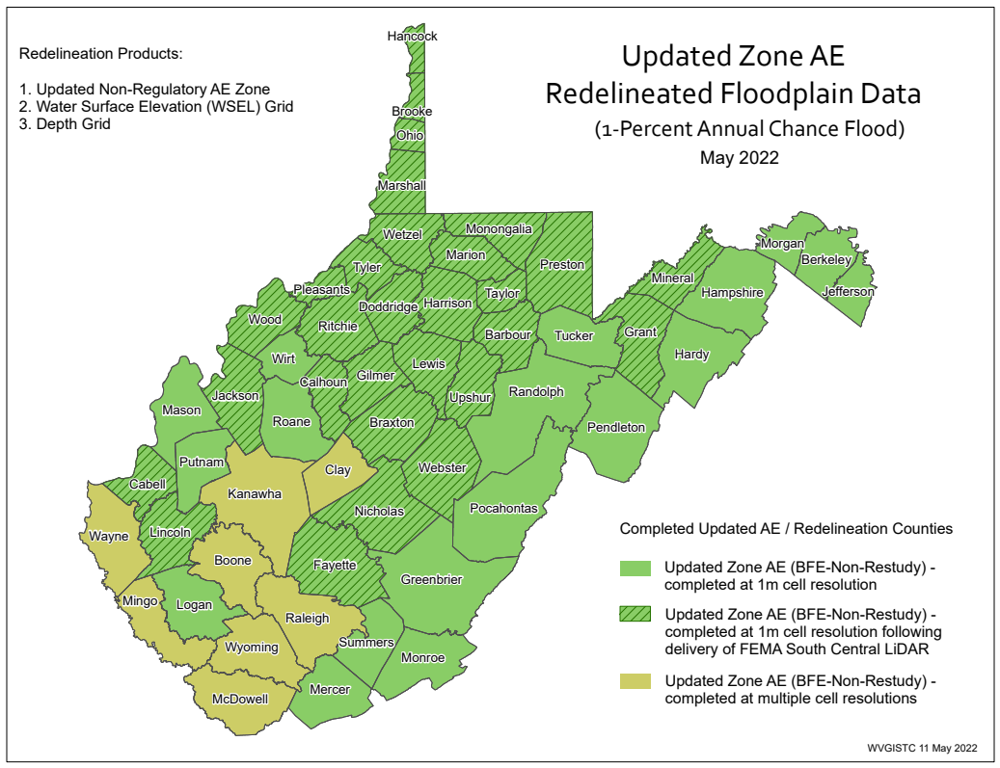 Redelineation Products:
1. Updated Non-Regulatory AE Zone
2. Water Surface Elevation (WSEL) Grid
3. Depth Grid
Updated Zone AE
Redelineated Floodplain Data
(1-Percent Annual Chance Flood)
May 2022
Hancock
Brooke
Ohio
Marshall
Wetzel
Monongalia
Marion
Preston
Tyler
Pleasants
Doddridge
Harrison
Taylor
Wood
Ritchie
Barbour
Tucker
Grant
Mineral
Hampshire
Morgan
Berkeley
Jefferson
Hardy
Wirt
Calhoun
Gilmer
Lewis
Upshur
Randolph
Pendleton
Jackson
Mason
Roane
Braxton
Putnam
Clay
Webster
Cabell
Kanawha
Nicholas
Pocahontas
Wayne
Lincoln
Boone
Fayette
Greenbrier
Mingo
Logan
Raleigh
Summers
Wyoming
Monroe
McDowell
Mercer
Completed Updated AE / Redelineation Counties
Updated Zone AE (BFE-Non-Restudy) -
completed at 1m cell resolution
Updated Zone AE (BFE-Non-Restudy) -
completed at 1m cell resolution following
delivery of FEMA South Central LiDAR
Updated Zone AE (BFE-Non-Restudy) -
completed at multiple cell resolutions
WVGISTC 11 May 2022